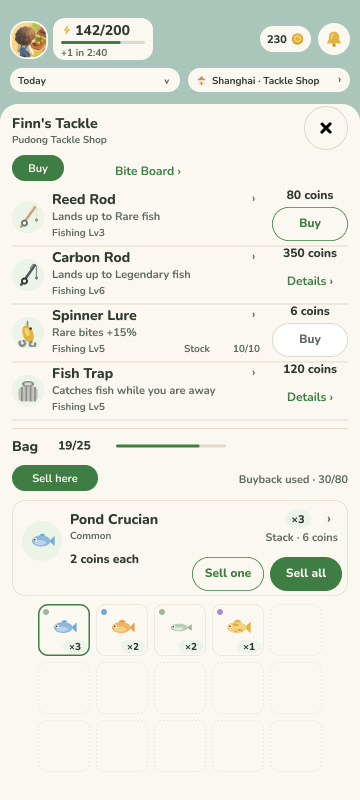 142/200
+1 in 2:40
230
Today
Shanghai · Tackle Shop ›
Finn's Tackle
Pudong Tackle Shop
Buy
Bite Board ›
Reed Rod ›
80 coins
Lands up to Rare fish
Buy
Fishing Lv3
Carbon Rod ›
350 coins
Lands up to Legendary fish
Details ›
Fishing Lv6
Spinner Lure ›
6 coins
Rare bites +15%
Buy
Fishing Lv5 Stock 10/10
Fish Trap ›
120 coins
Catches fish while you are away
Details ›
Fishing Lv5
Bag 19/25
Sell here
Buyback used · 30/80
Pond Crucian ×3 ›
Common Stack · 6 coins
2 coins each
Sell one Sell all
×3 ×2 ×2 ×1